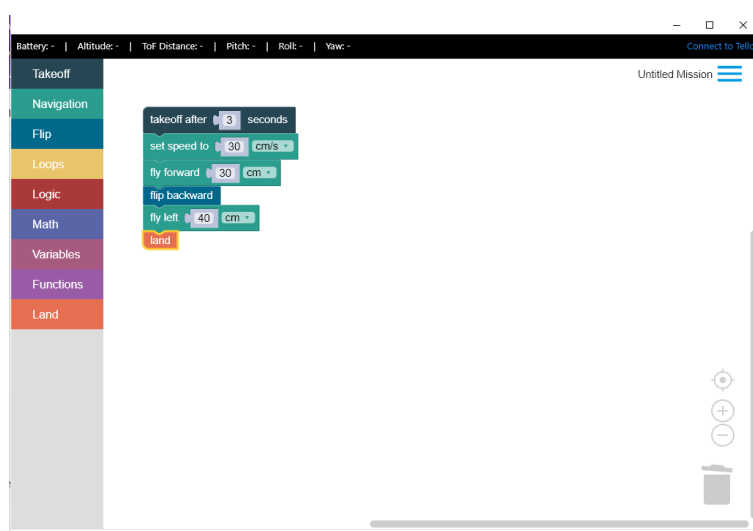 Battery: - | Altitude: - | ToF Distance: - | Pitch: - | Roll: - | Yaw: -
Connect to Tello
Untitled Mission
Takeoff
Navigation
Flip
Loops
Logic
Math
Variables
Functions
Land
takeoff after 3 seconds
set speed to 30 cm/s
fly forward 30 cm
flip backward
fly left 40 cm
land